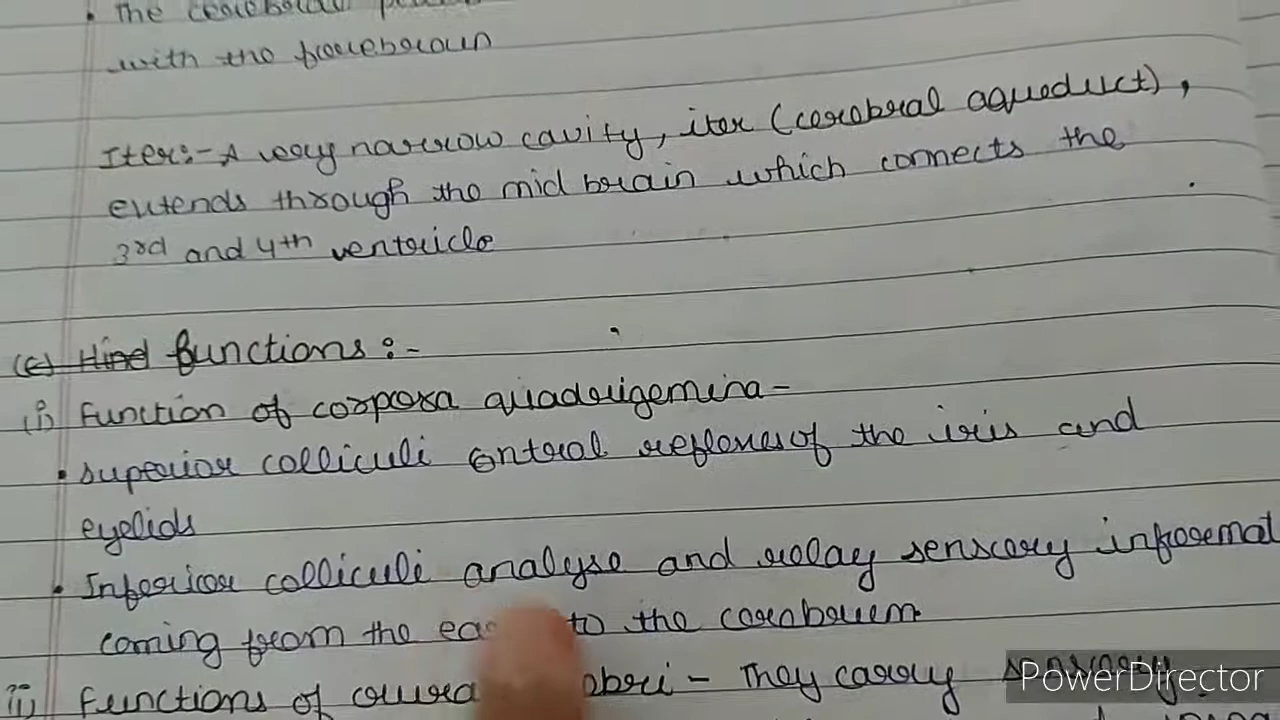 • The
with the forebrain
Iter:- A very narrow cavity, iter (cerebral aqueduct),
extends through the mid brain which connects the
3rd and 4th ventricle
(c) Hind functions :-
(i) Function of corpora quadrigemina -
• superior colliculi control reflexes of the iris and
eyelids
• Inferior colliculi analyse and relay sensory informat
coming from the ea to the cerebrum
ii) Functions of crura bri - They carry sensory
PowerDirector